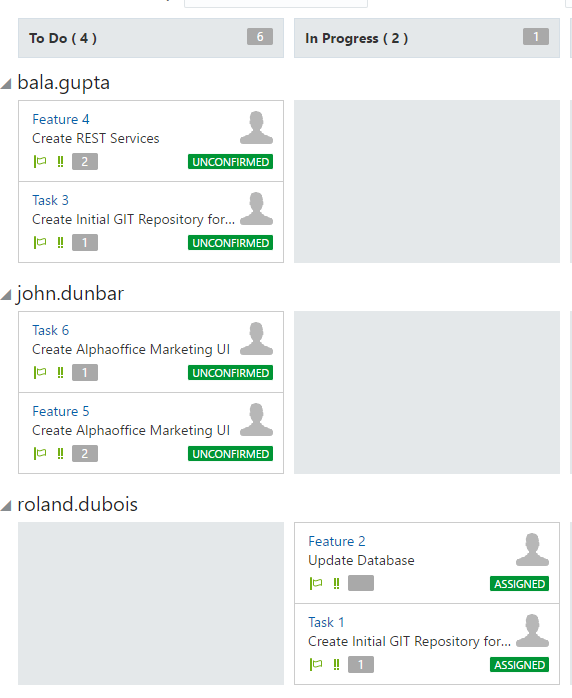 To Do ( 4 ) 6 In Progress ( 2 ) 1
bala.gupta
Feature 4
Create REST Services
2 UNCONFIRMED
Task 3
Create Initial GIT Repository for...
1 UNCONFIRMED
john.dunbar
Task 6
Create Alphaoffice Marketing UI
1 UNCONFIRMED
Feature 5
Create Alphaoffice Marketing UI
2 UNCONFIRMED
roland.dubois
Feature 2
Update Database
ASSIGNED
Task 1
Create Initial GIT Repository for...
1 ASSIGNED